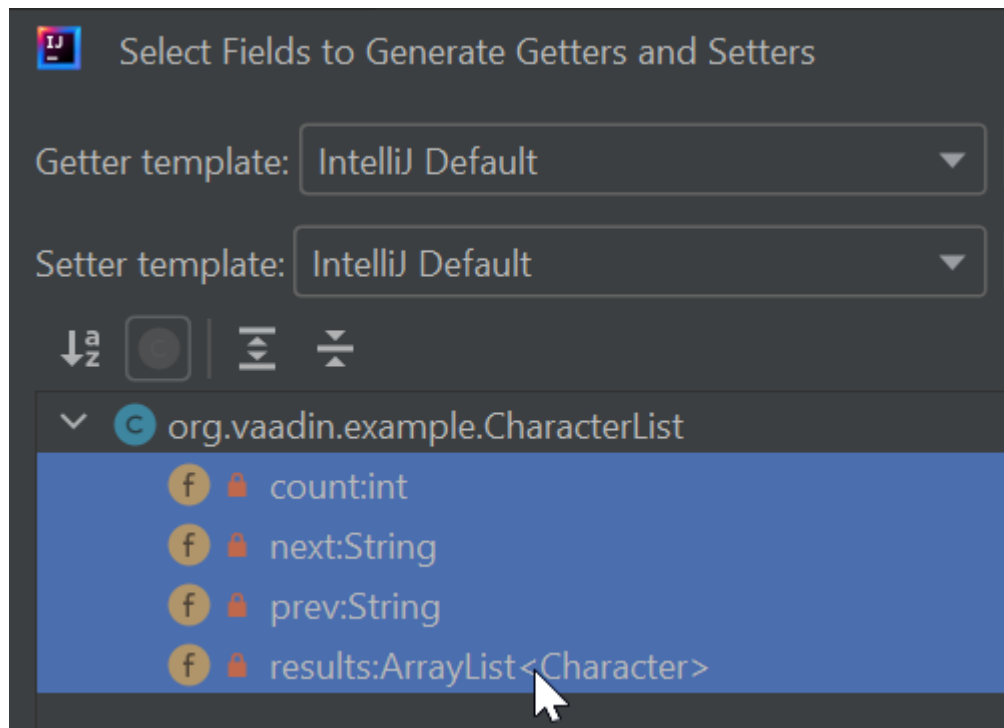 IJ
Select Fields to Generate Getters and Setters
Getter template: IntelliJ Default
Setter template: IntelliJ Default
a
z
C
C org.vaadin.example.CharacterList
f count:int
f next:String
f prev:String
f results:ArrayList<Character>